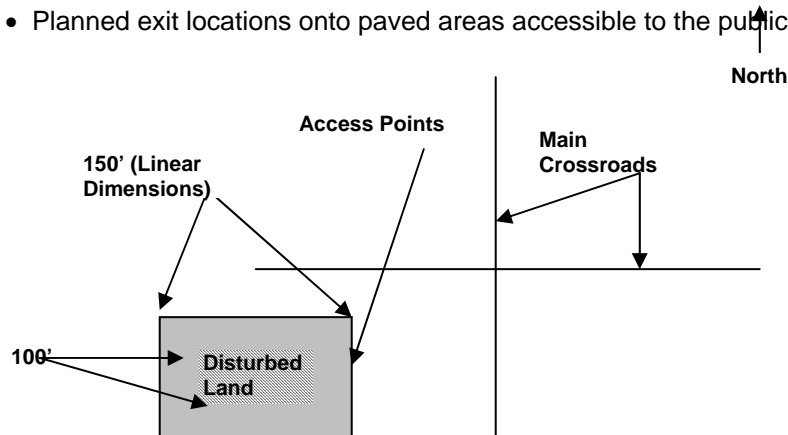 • Planned exit locations onto paved areas accessible to the public
North
Access Points
Main
Crossroads
150’ (Linear
Dimensions)
100’
Disturbed
Land